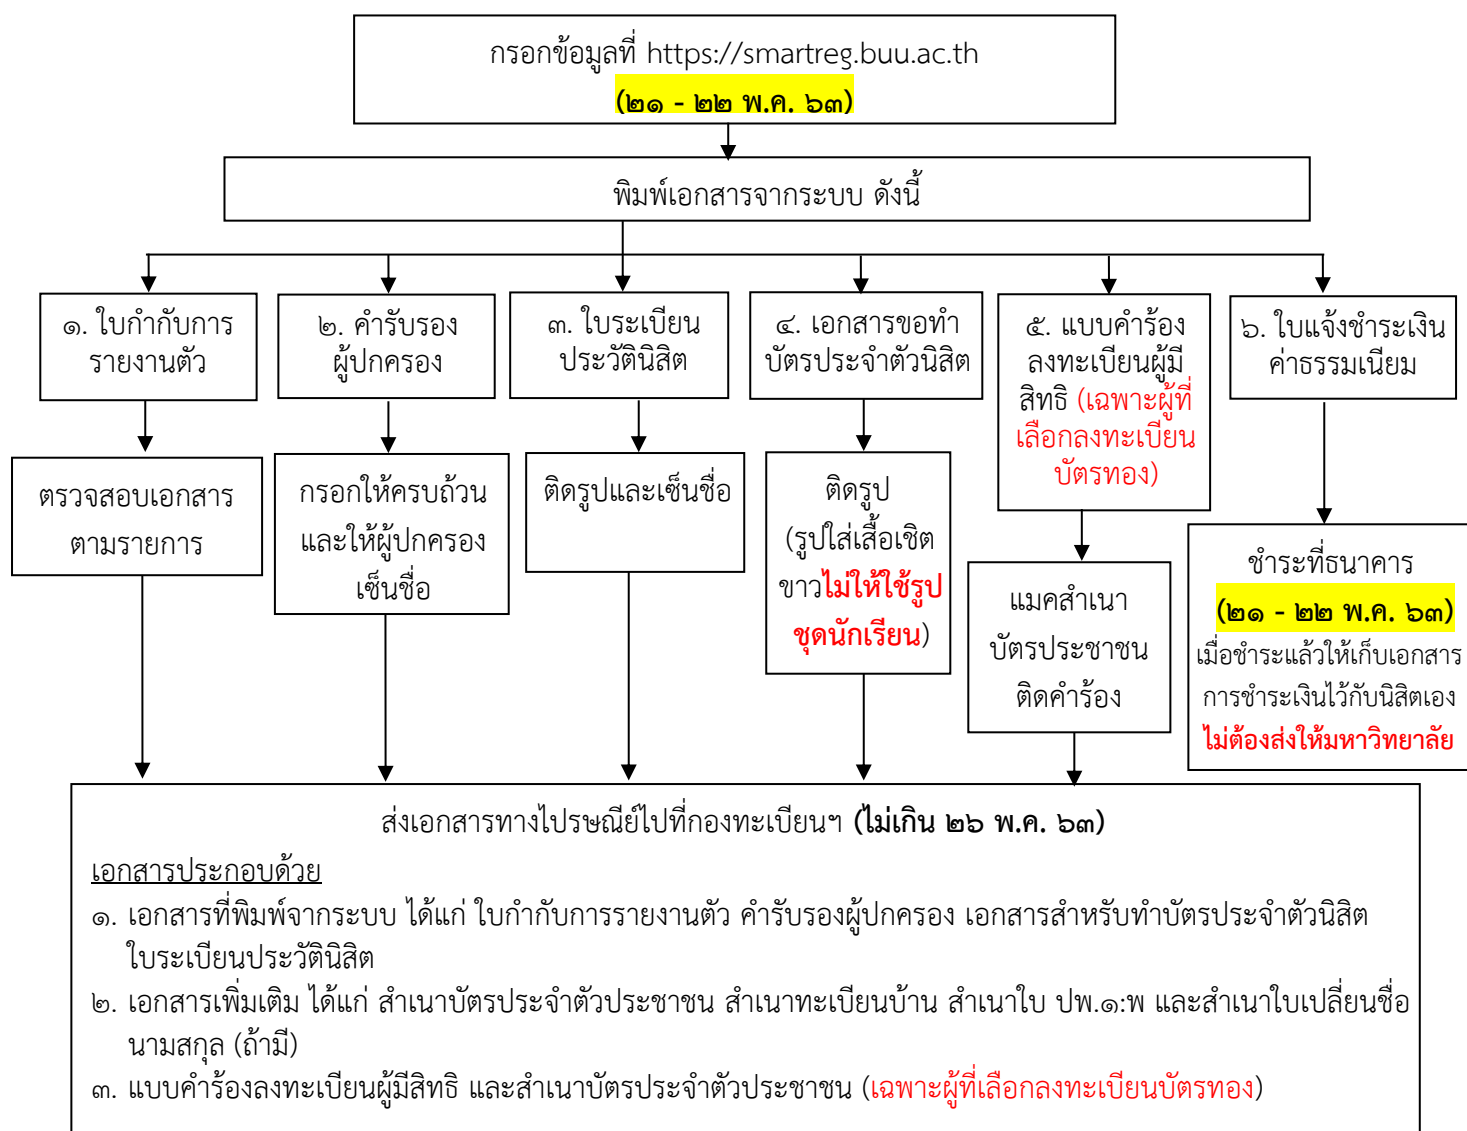 กรอกข้อมูลที่ https://smartreg.buu.ac.th
(๒๑ - ๒๒ พ.ค. ๖๓)
พิมพ์เอกสารจากระบบ ดังนี้
๑. ใบกำกับการ
รายงานตัว
๒. คำรับรอง
ผู้ปกครอง
๓. ใบระเบียน
ประวัตินิสิต
๔. เอกสารขอทำ
บัตรประจำตัวนิสิต
๕. แบบคำร้อง
ลงทะเบียนผู้มี
สิทธิ (เฉพาะผู้ที่
เลือกลงทะเบียน
บัตรทอง)
๖. ใบแจ้งชำระเงิน
ค่าธรรมเนียม
ตรวจสอบเอกสาร
ตามรายการ
กรอกให้ครบถ้วน
และให้ผู้ปกครอง
เซ็นชื่อ
ติดรูปและเซ็นชื่อ
ติดรูป
(รูปใส่เสื้อเชิต
ขาวไม่ให้ใช้รูป
ชุดนักเรียน)
แมคสำเนา
บัตรประชาชน
ติดคำร้อง
ชำระที่ธนาคาร
(๒๑ - ๒๒ พ.ค. ๖๓)
เมื่อชำระแล้วให้เก็บเอกสาร
การชำระเงินไว้กับนิสิตเอง
ไม่ต้องส่งให้มหาวิทยาลัย
ส่งเอกสารทางไปรษณีย์ไปที่กองทะเบียนฯ (ไม่เกิน ๒๖ พ.ค. ๖๓)
เอกสารประกอบด้วย
๑. เอกสารที่พิมพ์จากระบบ ได้แก่ ใบกำกับการรายงานตัว คำรับรองผู้ปกครอง เอกสารสำหรับทำบัตรประจำตัวนิสิต
ใบระเบียนประวัตินิสิต
๒. เอกสารเพิ่มเติม ได้แก่ สำเนาบัตรประจำตัวประชาชน สำเนาทะเบียนบ้าน สำเนาใบ ปพ.๑:พ และสำเนาใบเปลี่ยนชื่อ
นามสกุล (ถ้ามี)
๓. แบบคำร้องลงทะเบียนผู้มีสิทธิ และสำเนาบัตรประจำตัวประชาชน (เฉพาะผู้ที่เลือกลงทะเบียนบัตรทอง)